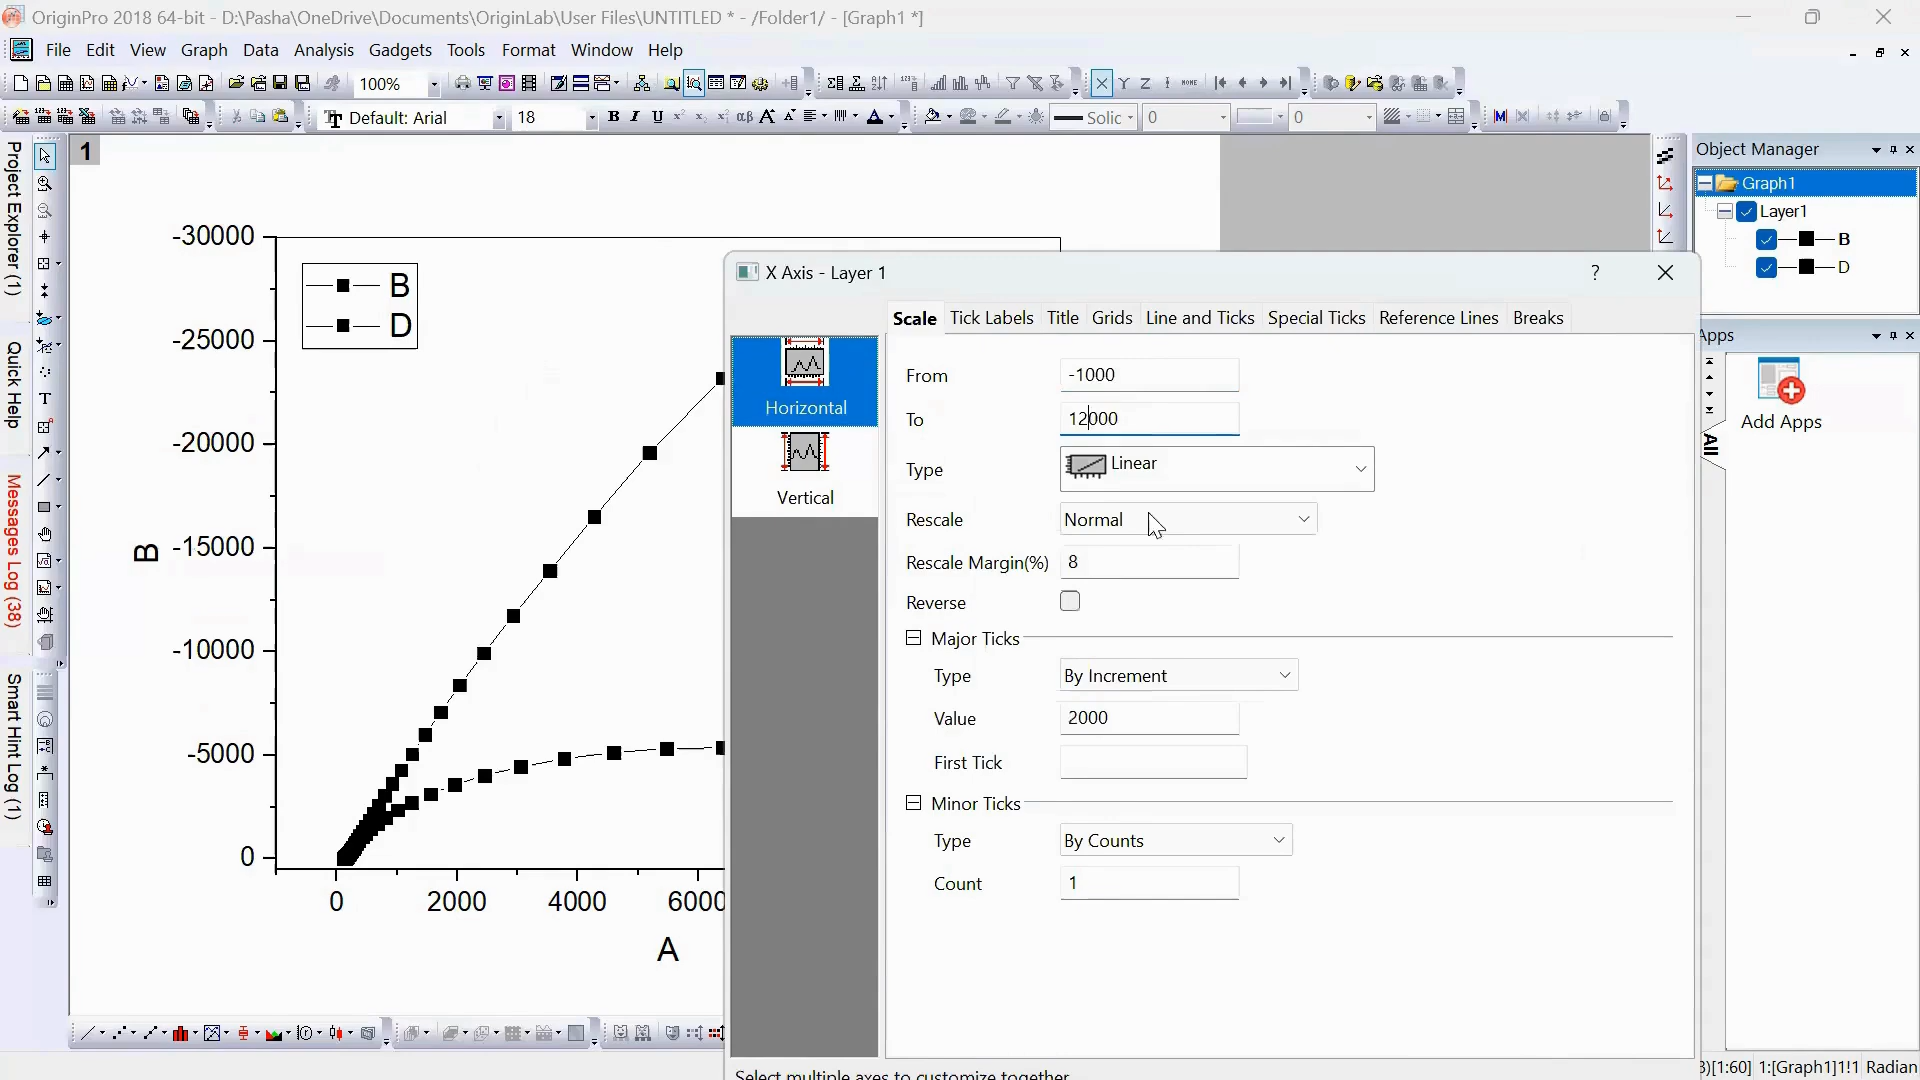 OriginPro 2018 64-bit - D:\Pasha\OneDrive\Documents\OriginLab\User Files\UNTITLED * - /Folder1/ - [Graph1 *]
File Edit View Graph Data Analysis Gadgets Tools Format Window Help
100%
X Y Z NONE
Default: Arial 18 B I U αβ A A A Solic 0 0
Project Explorer (1)
Quick Help
Messages Log (38)
Smart Hint Log (1)
1
-30000
-25000
-20000
-15000
-10000
-5000
0
B
B
D
0 2000 4000 6000
A
X Axis - Layer 1 ?
Scale Tick Labels Title Grids Line and Ticks Special Ticks Reference Lines Breaks
Horizontal
Vertical
From -1000
To 12000
Type Linear
Rescale Normal
Rescale Margin(%) 8
Reverse
Major Ticks
Type By Increment
Value 2000
First Tick
Minor Ticks
Type By Counts
Count 1
Select multiple axes to customize together
Object Manager
Graph1
Layer1
B
D
Apps
Add Apps
All
3)[1:60] 1:[Graph1]1!1 Radian